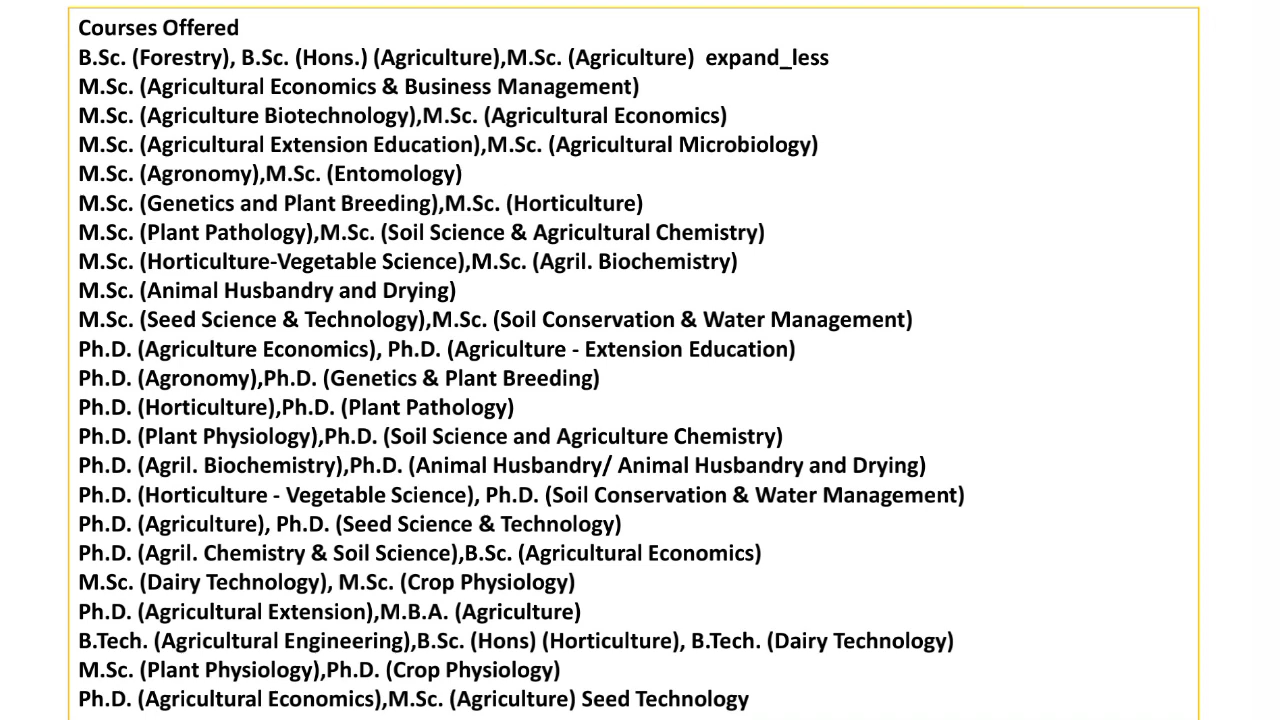 Courses Offered
B.Sc. (Forestry), B.Sc. (Hons.) (Agriculture),M.Sc. (Agriculture)  expand_less
M.Sc. (Agricultural Economics & Business Management)
M.Sc. (Agriculture Biotechnology),M.Sc. (Agricultural Economics)
M.Sc. (Agricultural Extension Education),M.Sc. (Agricultural Microbiology)
M.Sc. (Agronomy),M.Sc. (Entomology)
M.Sc. (Genetics and Plant Breeding),M.Sc. (Horticulture)
M.Sc. (Plant Pathology),M.Sc. (Soil Science & Agricultural Chemistry)
M.Sc. (Horticulture-Vegetable Science),M.Sc. (Agril. Biochemistry)
M.Sc. (Animal Husbandry and Drying)
M.Sc. (Seed Science & Technology),M.Sc. (Soil Conservation & Water Management)
Ph.D. (Agriculture Economics), Ph.D. (Agriculture - Extension Education)
Ph.D. (Agronomy),Ph.D. (Genetics & Plant Breeding)
Ph.D. (Horticulture),Ph.D. (Plant Pathology)
Ph.D. (Plant Physiology),Ph.D. (Soil Science and Agriculture Chemistry)
Ph.D. (Agril. Biochemistry),Ph.D. (Animal Husbandry/ Animal Husbandry and Drying)
Ph.D. (Horticulture - Vegetable Science), Ph.D. (Soil Conservation & Water Management)
Ph.D. (Agriculture), Ph.D. (Seed Science & Technology)
Ph.D. (Agril. Chemistry & Soil Science),B.Sc. (Agricultural Economics)
M.Sc. (Dairy Technology), M.Sc. (Crop Physiology)
Ph.D. (Agricultural Extension),M.B.A. (Agriculture)
B.Tech. (Agricultural Engineering),B.Sc. (Hons) (Horticulture), B.Tech. (Dairy Technology)
M.Sc. (Plant Physiology),Ph.D. (Crop Physiology)
Ph.D. (Agricultural Economics),M.Sc. (Agriculture) Seed Technology